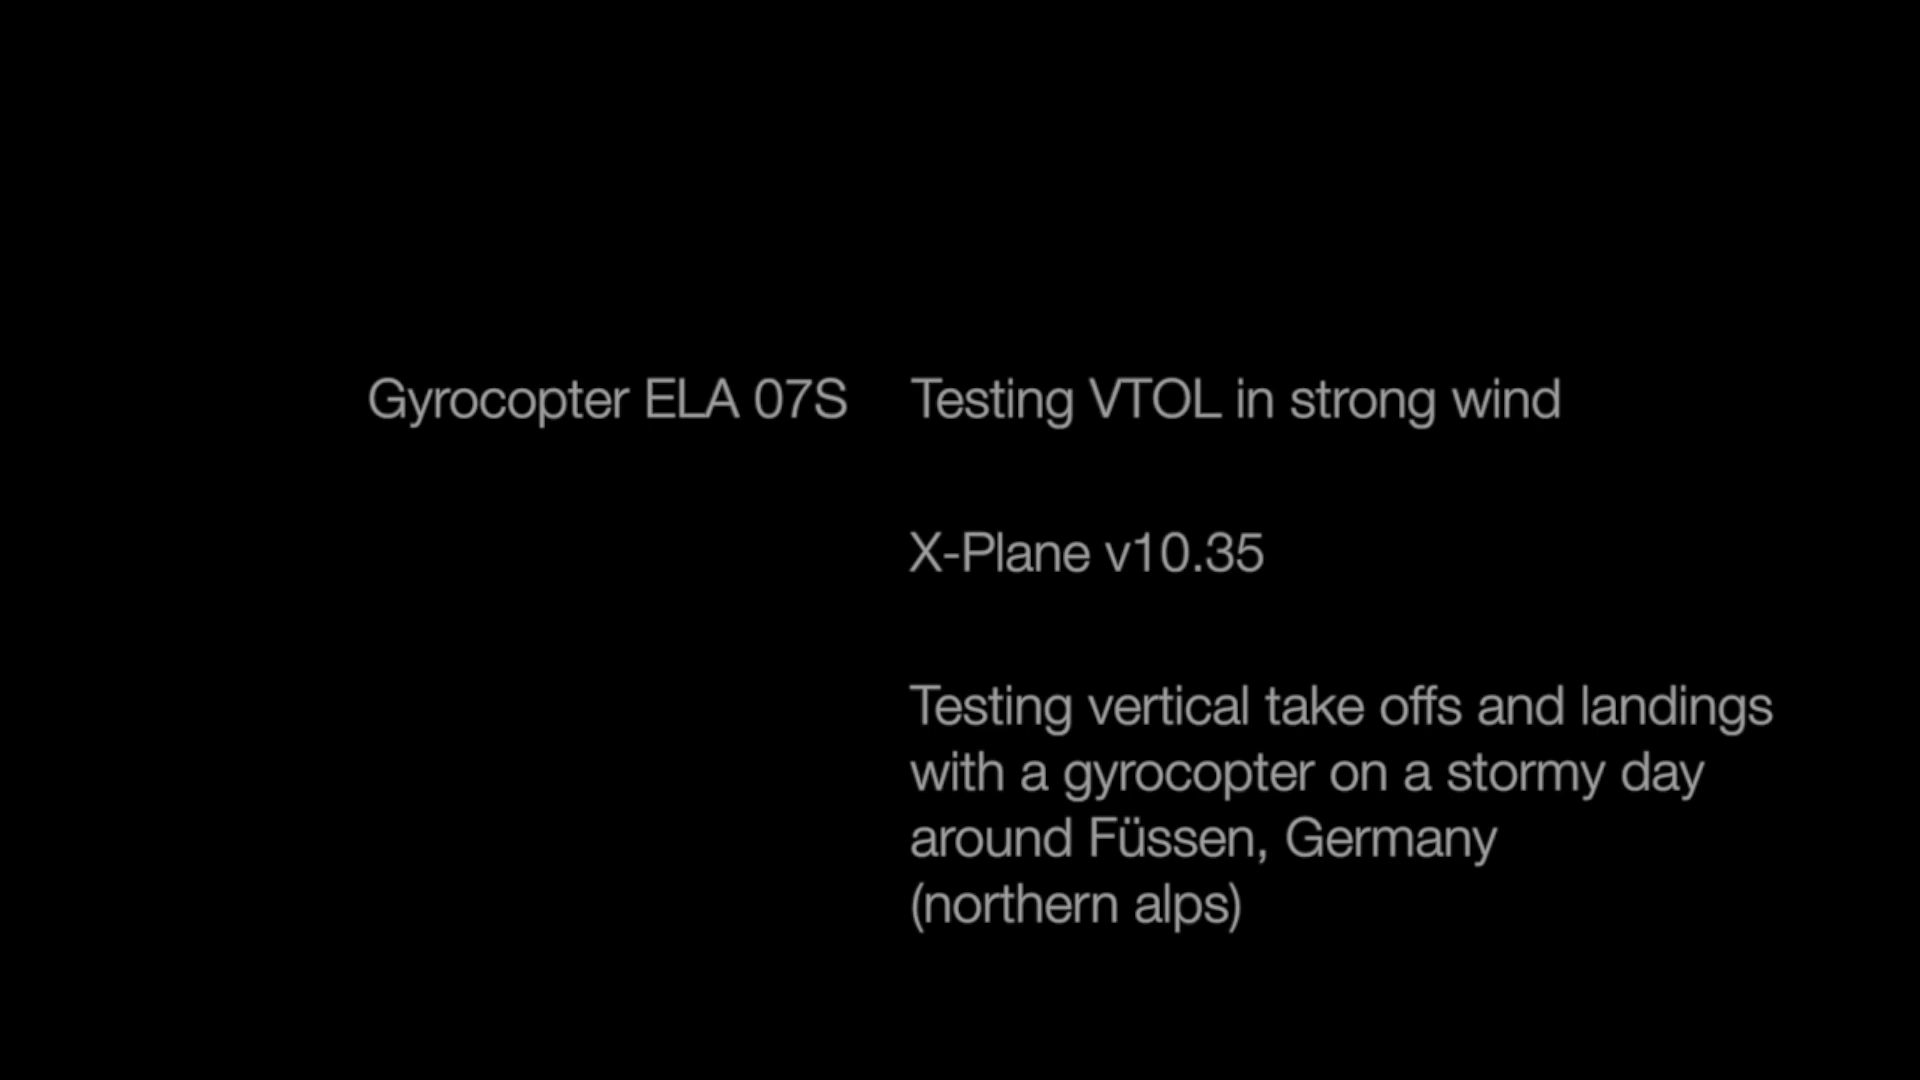 Gyrocopter ELA 07S Testing VTOL in strong wind
X-Plane v10.35
Testing vertical take offs and landings
with a gyrocopter on a stormy day
around Füssen, Germany
(northern alps)